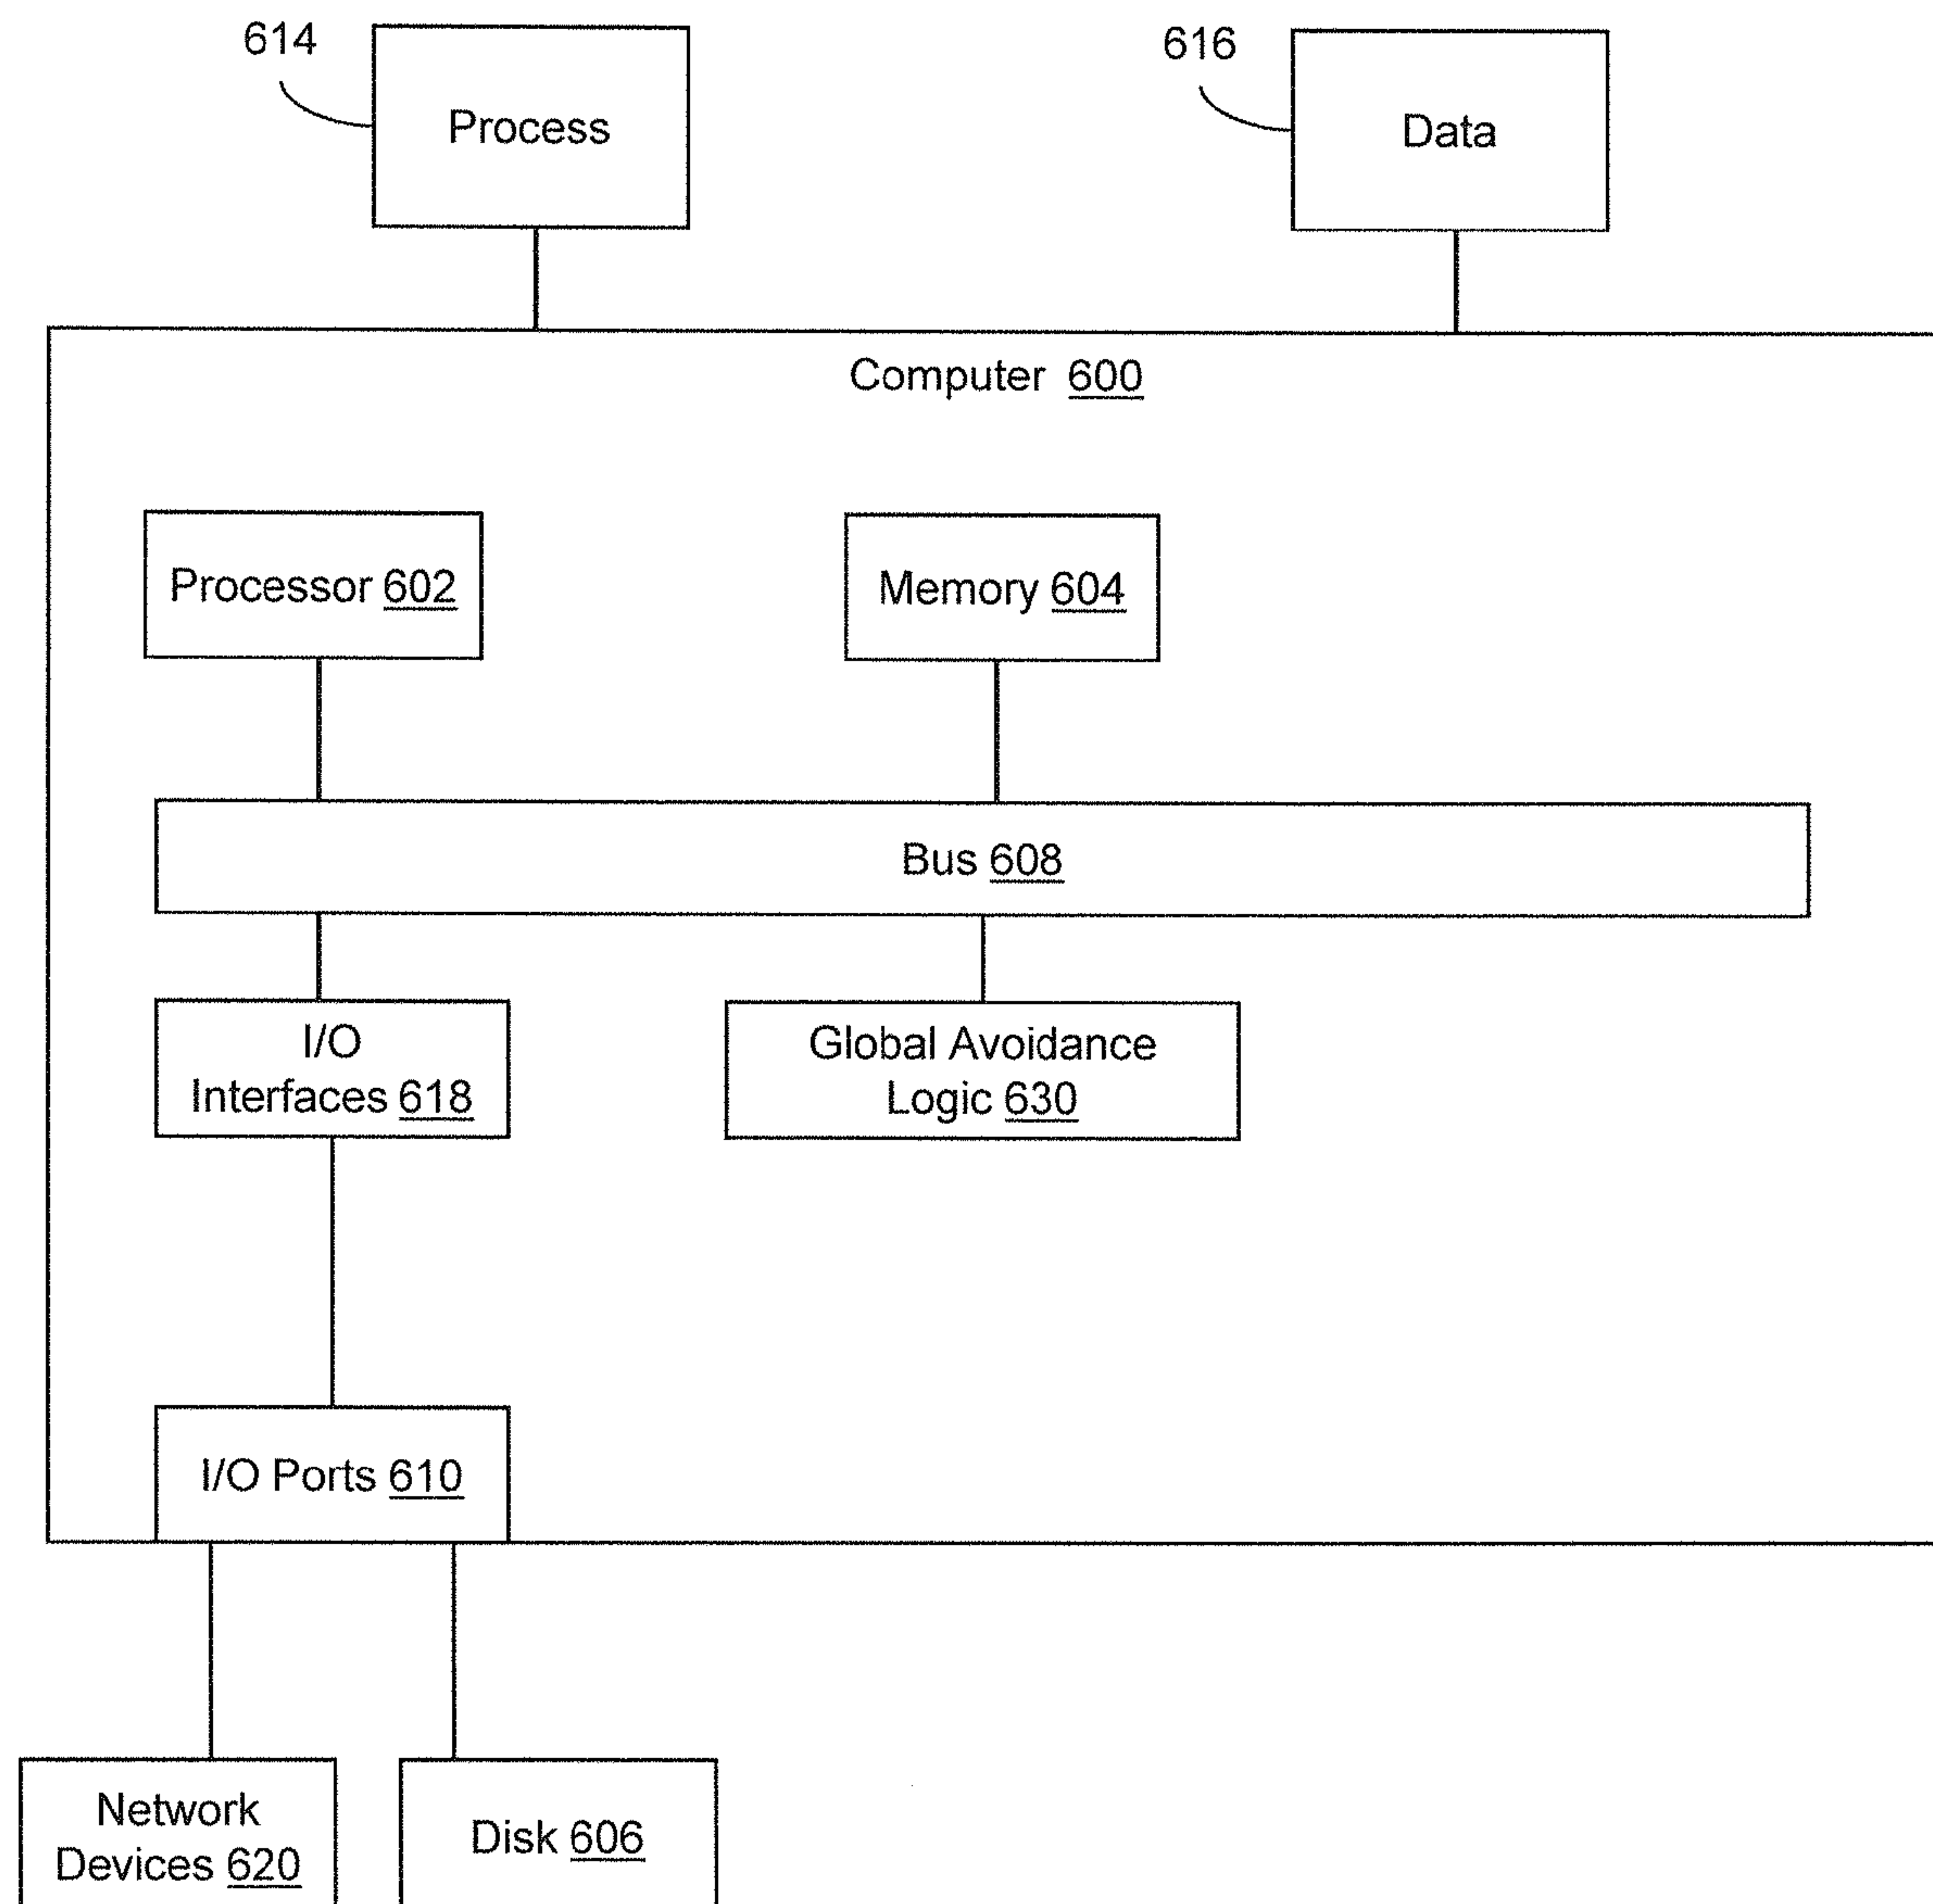 614
Process
616
Data
Computer 600
Processor 602
Memory 604
Bus 608
I/O
Interfaces 618
Global Avoidance
Logic 630
I/O Ports 610
Network
Devices 620
Disk 606